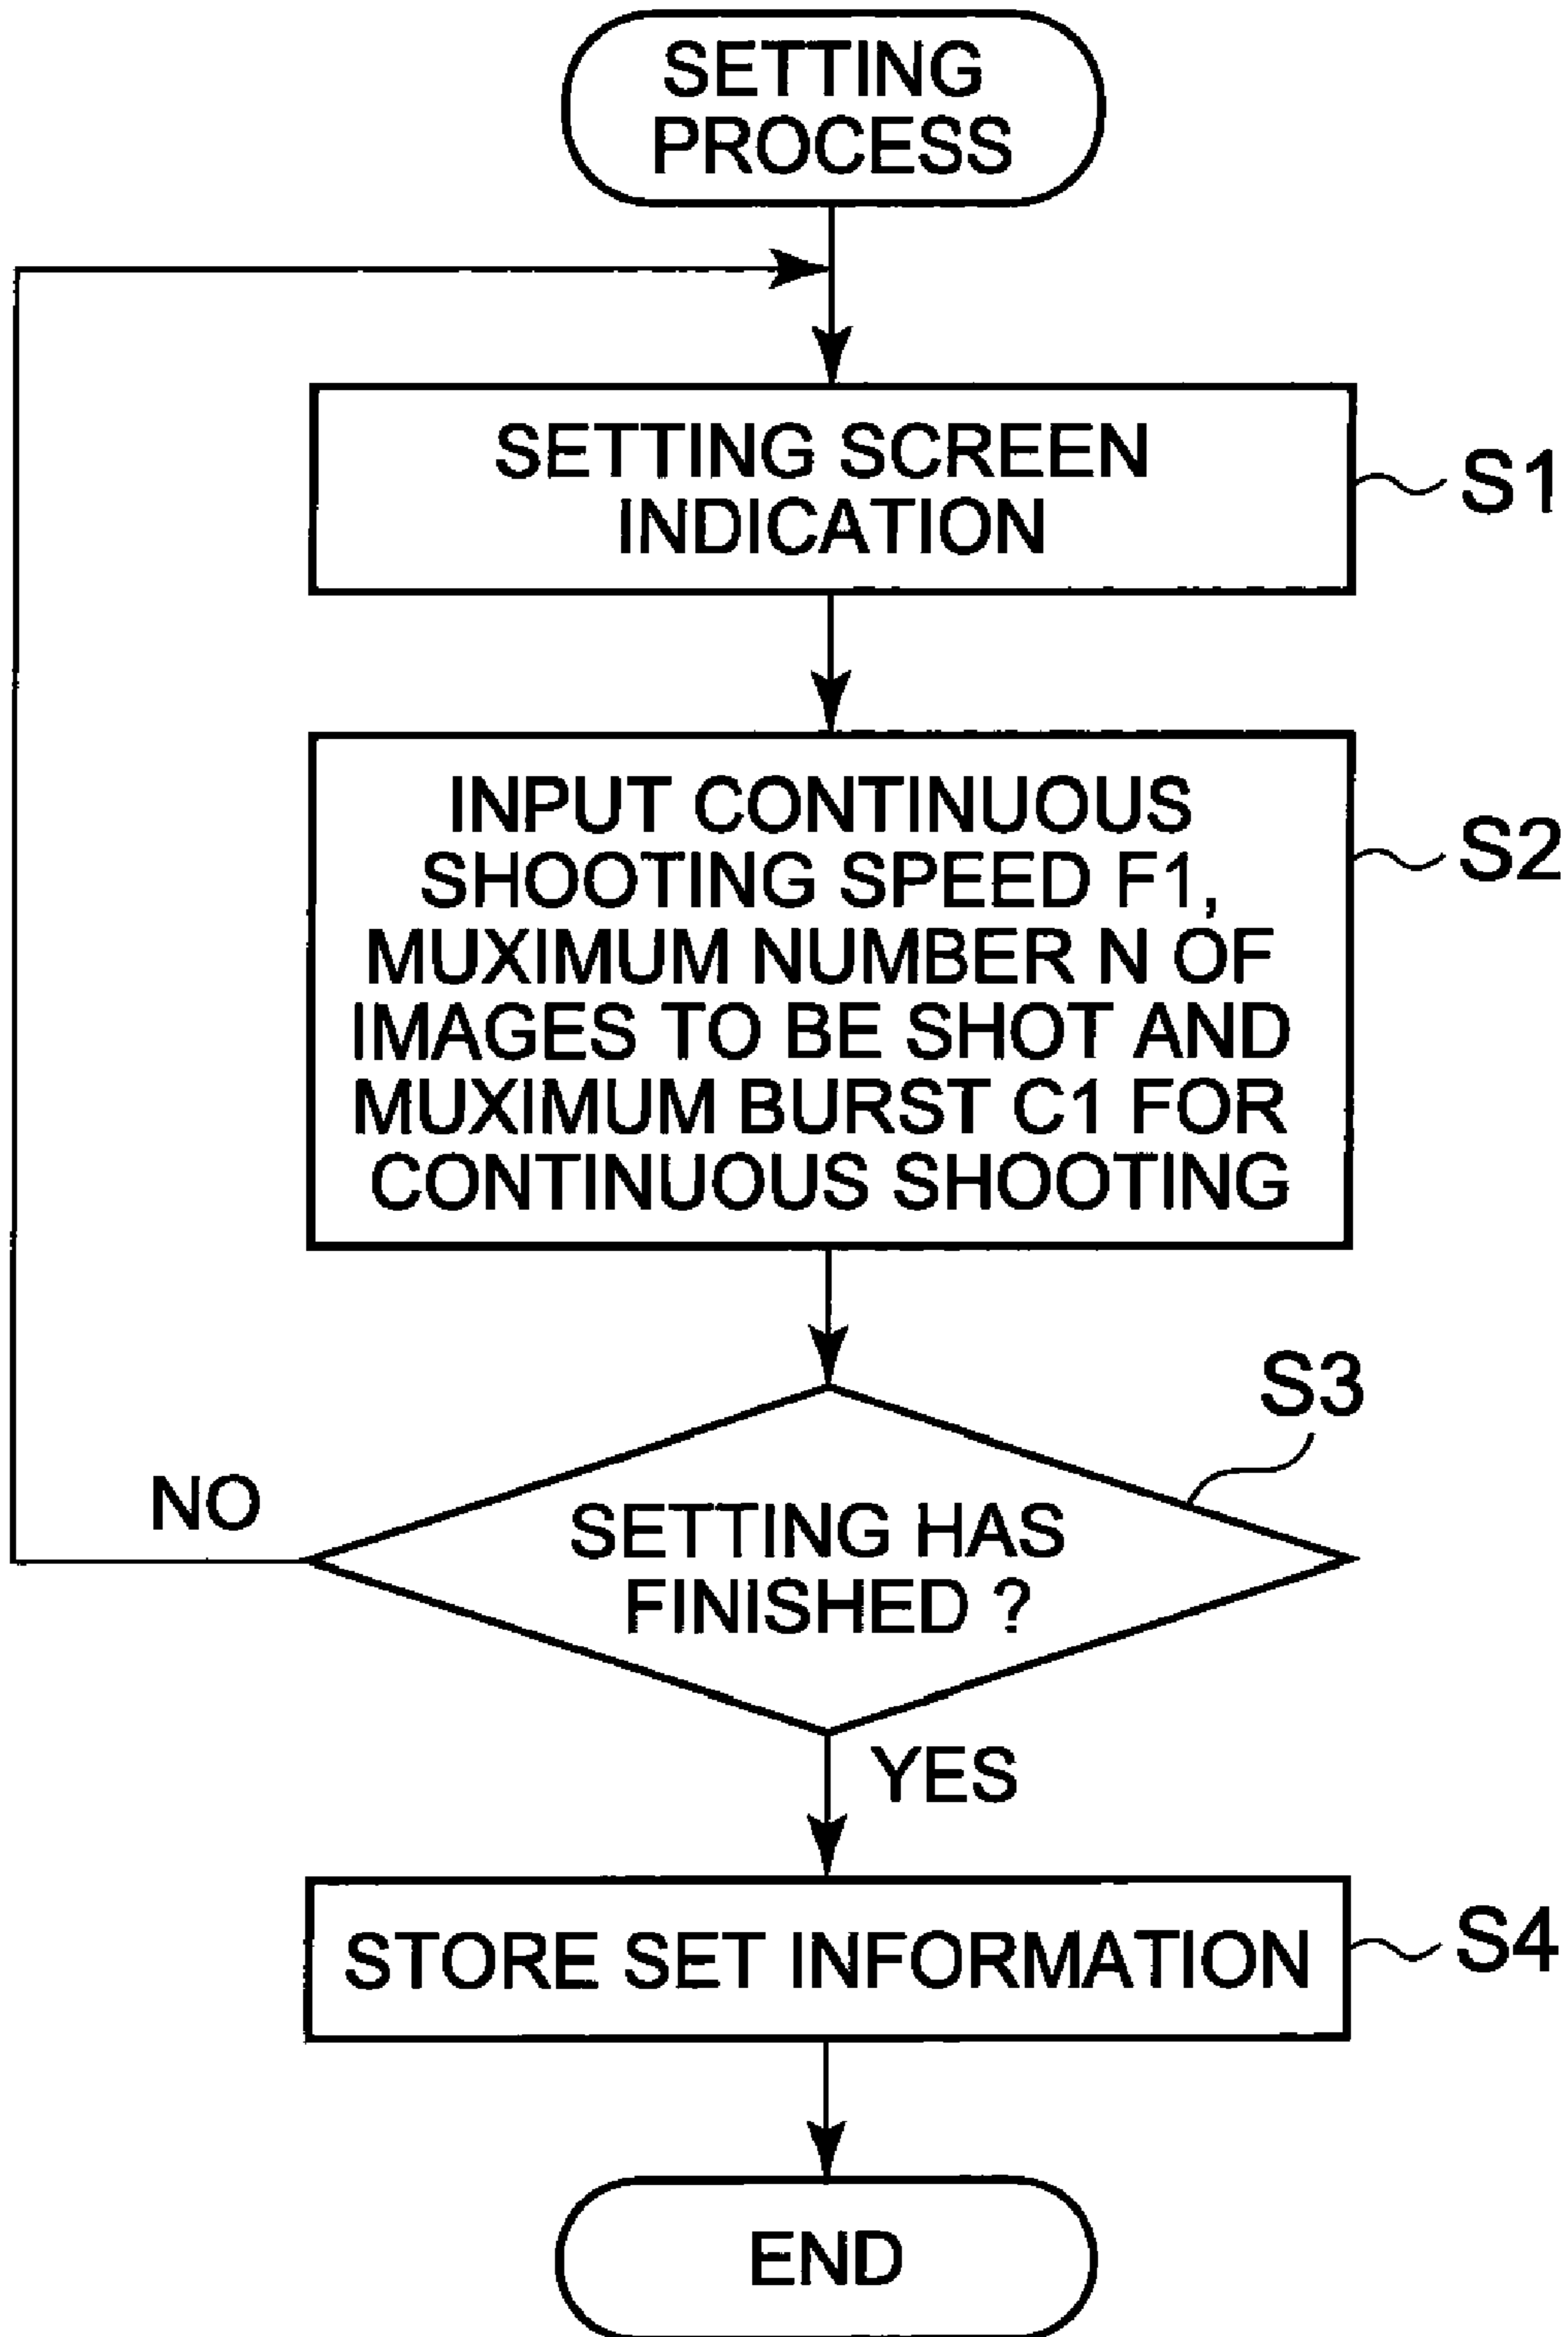 SETTING
PROCESS
SETTING SCREEN
INDICATION
S1
INPUT CONTINUOUS
SHOOTING SPEED F1,
MUXIMUM NUMBER N OF
IMAGES TO BE SHOT AND
MUXIMUM BURST C1 FOR
CONTINUOUS SHOOTING
S2
S3
NO
SETTING HAS
FINISHED ?
YES
STORE SET INFORMATION
S4
END